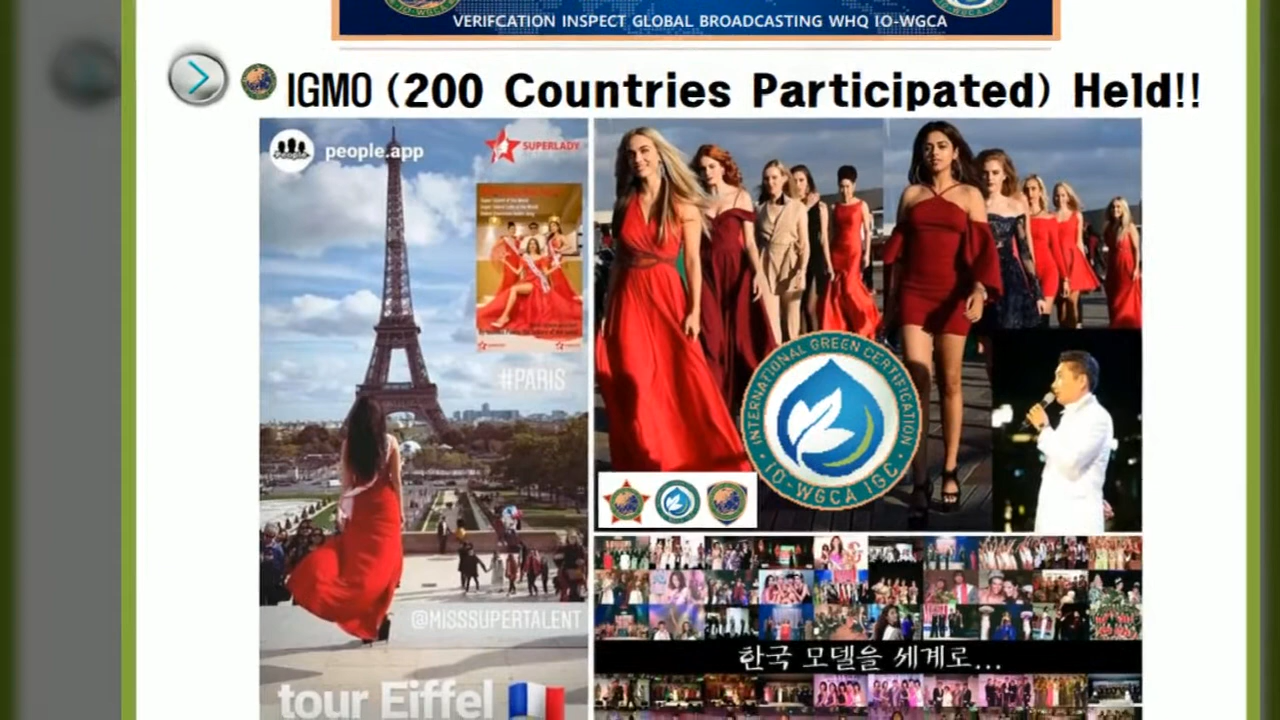 VERIFCATION INSPECT GLOBAL BROADCASTING WHQ IO-WGCA
IGMO (200 Countries Participated) Held!!
people.app
SUPERLADY
#PARIS
INTERNATIONAL GREEN CERTIFICATION
IO-WGCA IGC
@MISSSUPERTALENT
한국 모델을 세계로...
tour Eiffel